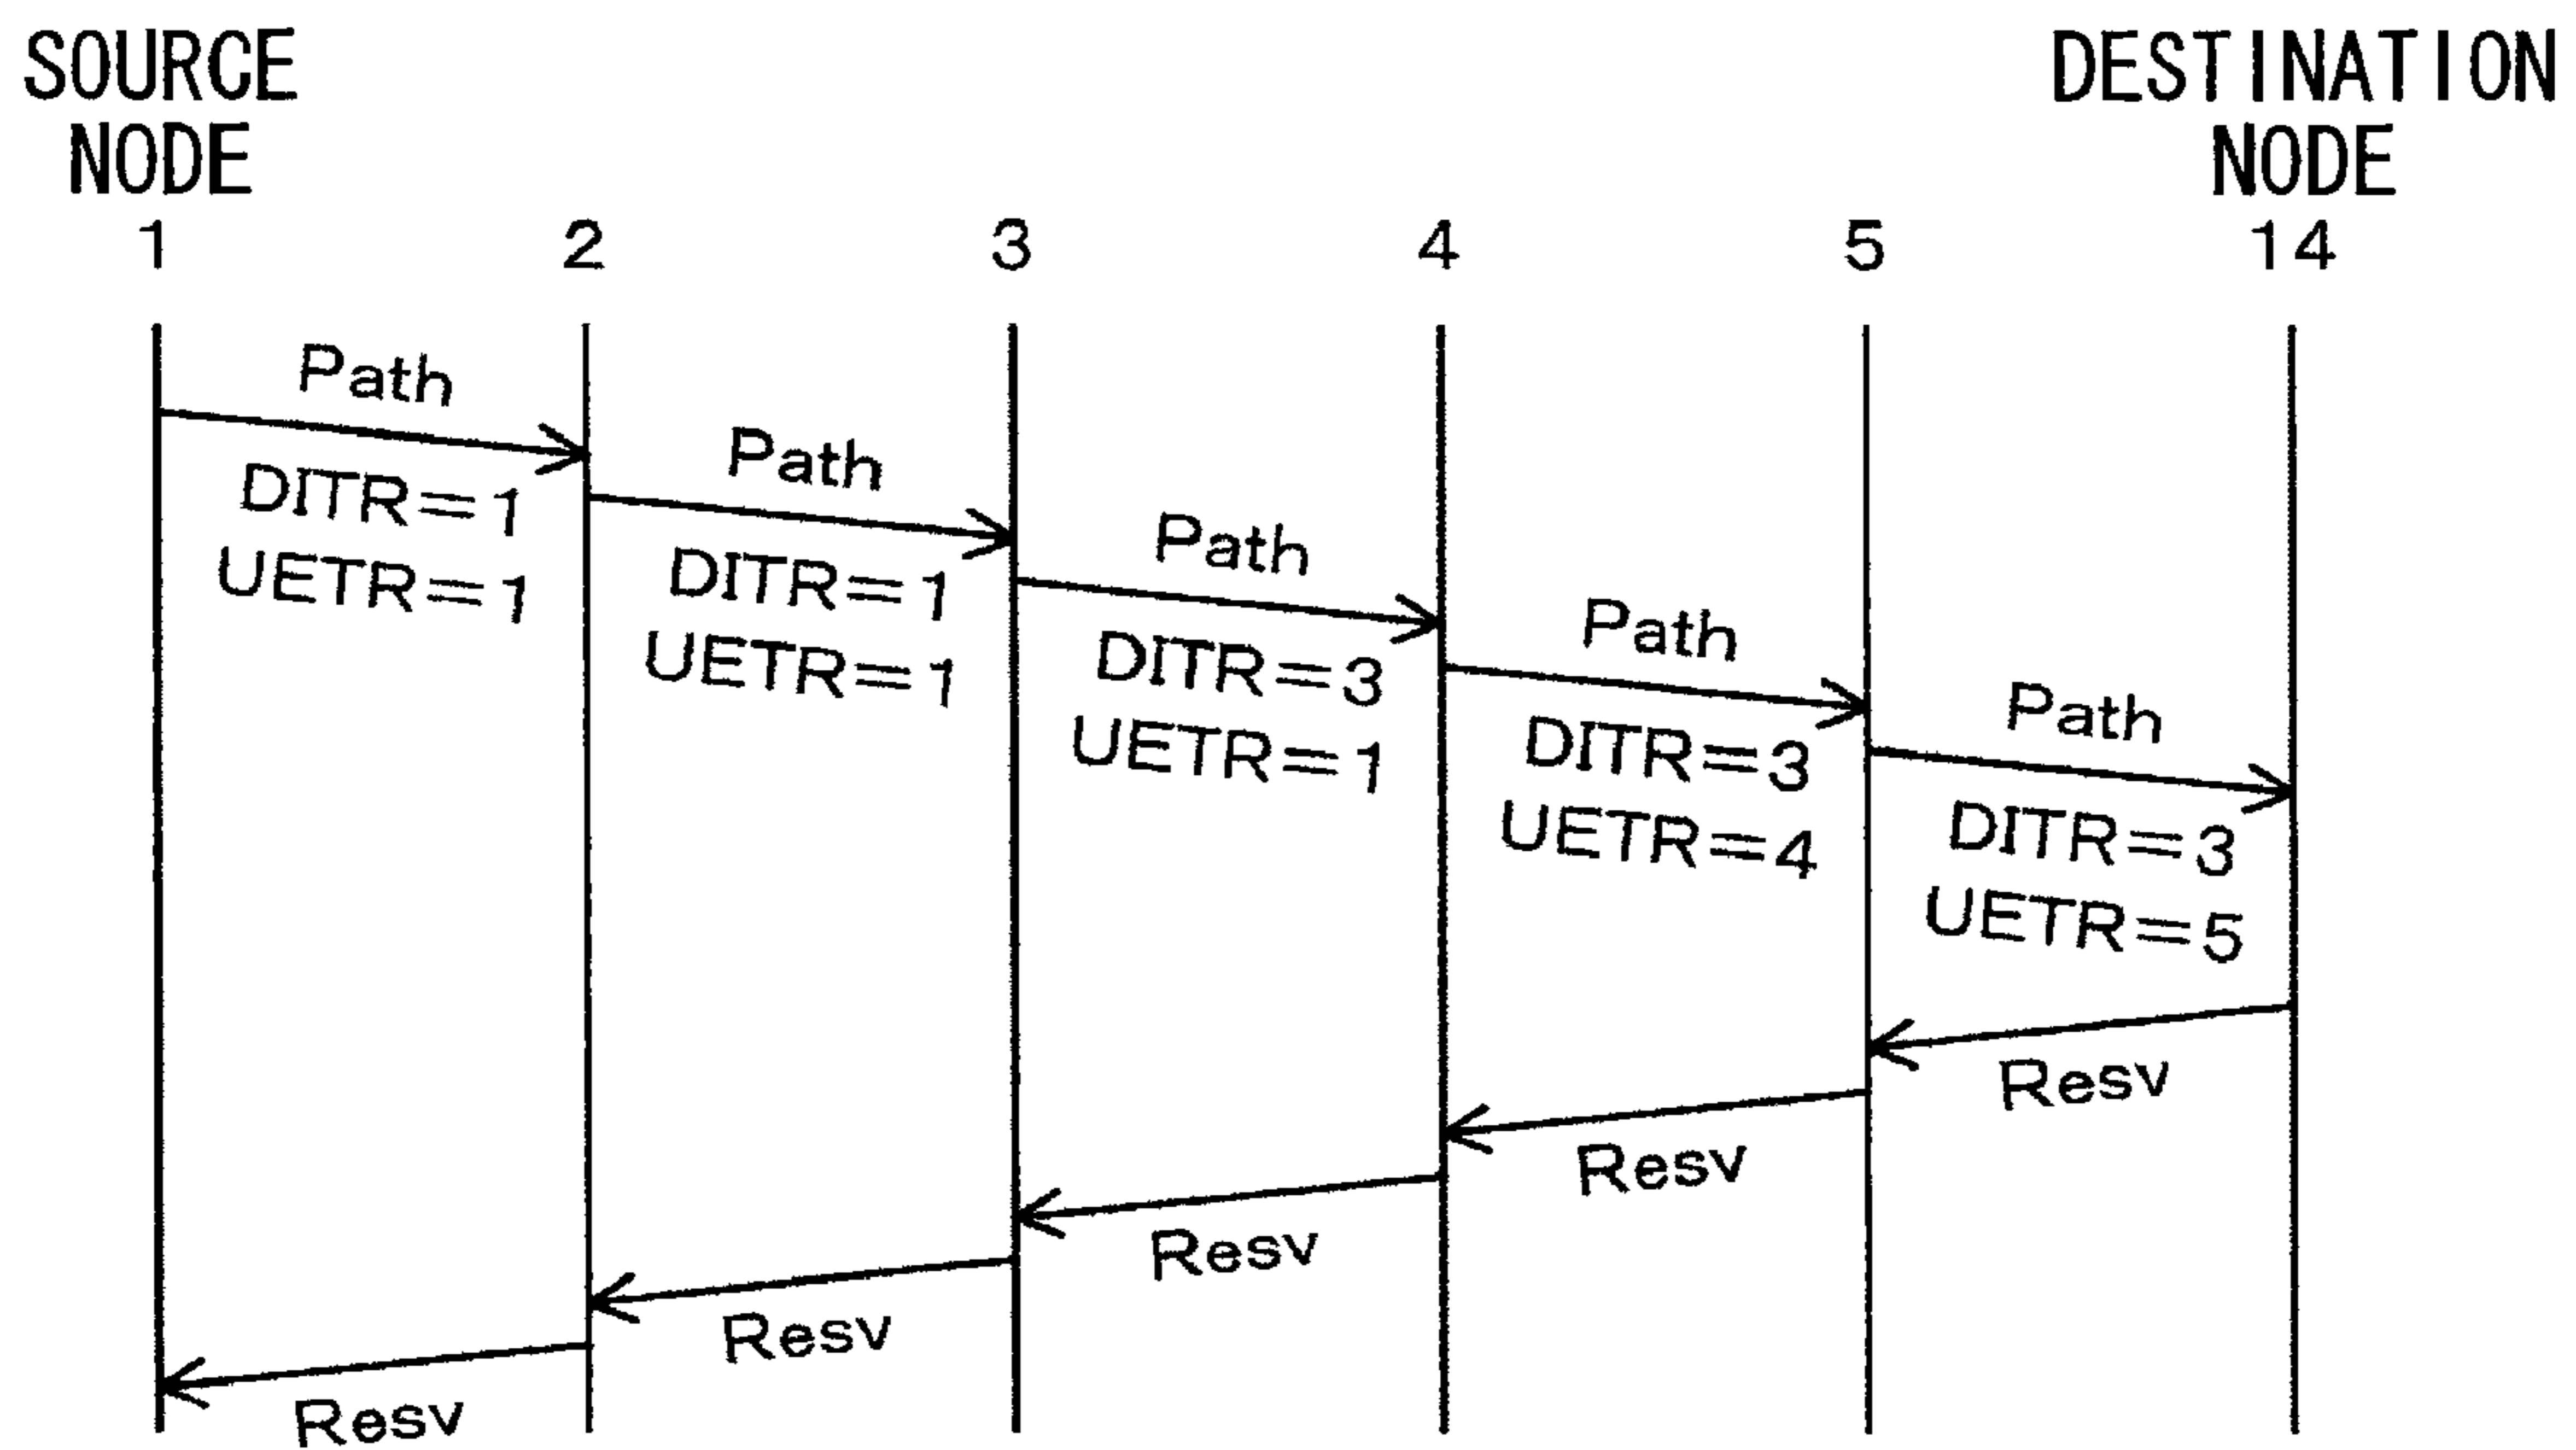 SOURCE
NODE
DESTINATION
NODE
1 2 3 4 5 14
Path
DITR=1
UETR=1
Path
DITR=1
UETR=1
Path
DITR=3
UETR=1
Path
DITR=3
UETR=4
Path
DITR=3
UETR=5
Resv
Resv
Resv
Resv
Resv